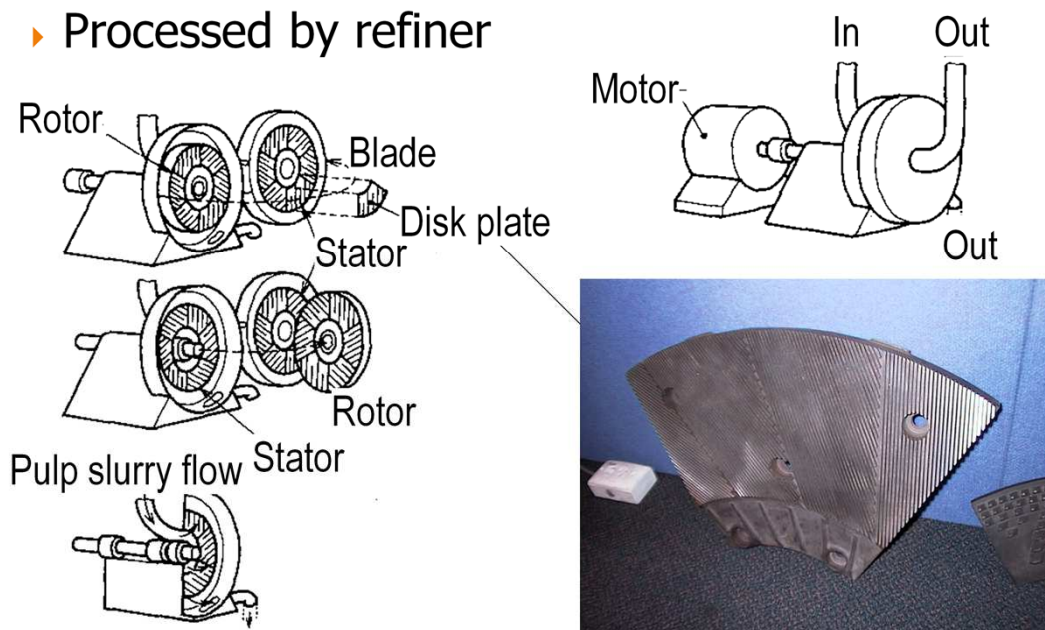 Processed by refiner
In
Out
Motor
Rotor
Blade
Disk plate
Stator
Out
Rotor
Stator
Pulp slurry flow